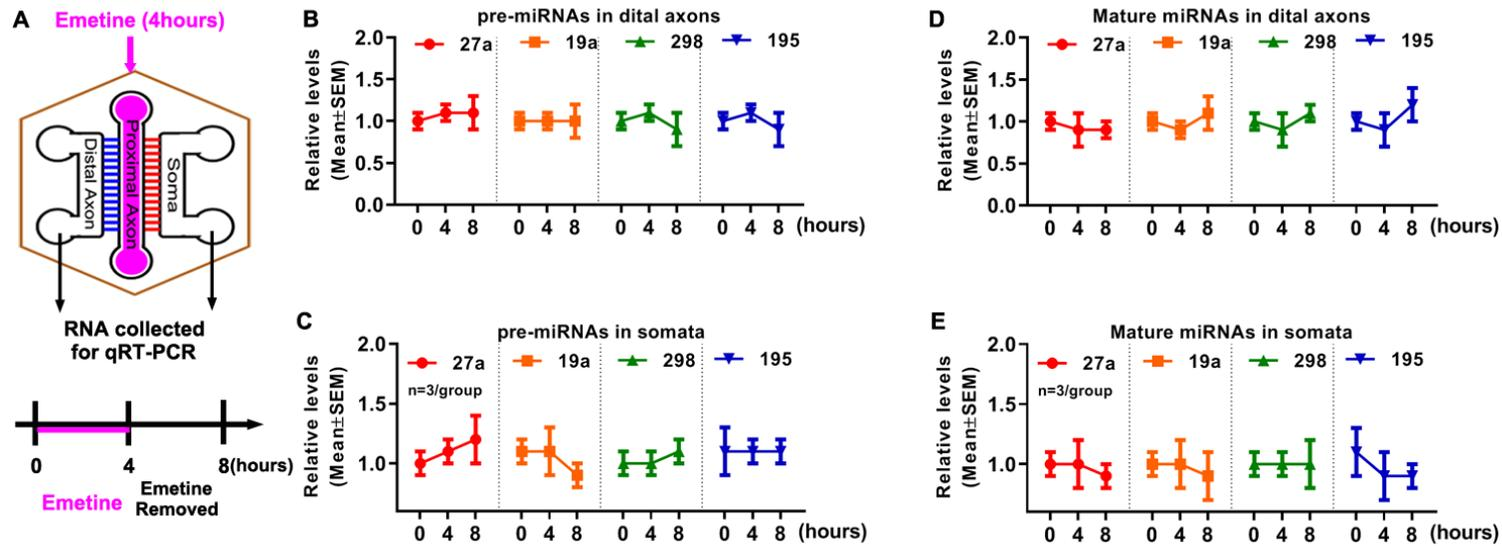 A
Emetine (4hours)
Distal Axon
Proximal Axon
Soma
RNA collected
for qRT-PCR
0
4
8(hours)
Emetine
Emetine
Removed
B
pre-miRNAs in dital axons
Relative levels
(Mean±SEM)
2.0
1.5
1.0
0.5
0.0
27a
19a
298
195
0 4 8 0 4 8 0 4 8 0 4 8 (hours)
C
pre-miRNAs in somata
Relative levels
(Mean±SEM)
2.0
1.5
1.0
27a
19a
298
195
n=3/group
0 4 8 0 4 8 0 4 8 0 4 8 (hours)
D
Mature miRNAs in dital axons
Relative levels
(Mean±SEM)
2.0
1.5
1.0
0.5
0.0
27a
19a
298
195
0 4 8 0 4 8 0 4 8 0 4 8 (hours)
E
Mature miRNAs in somata
Relative levels
(Mean±SEM)
2.0
1.5
1.0
27a
19a
298
195
n=3/group
0 4 8 0 4 8 0 4 8 0 4 8 (hours)